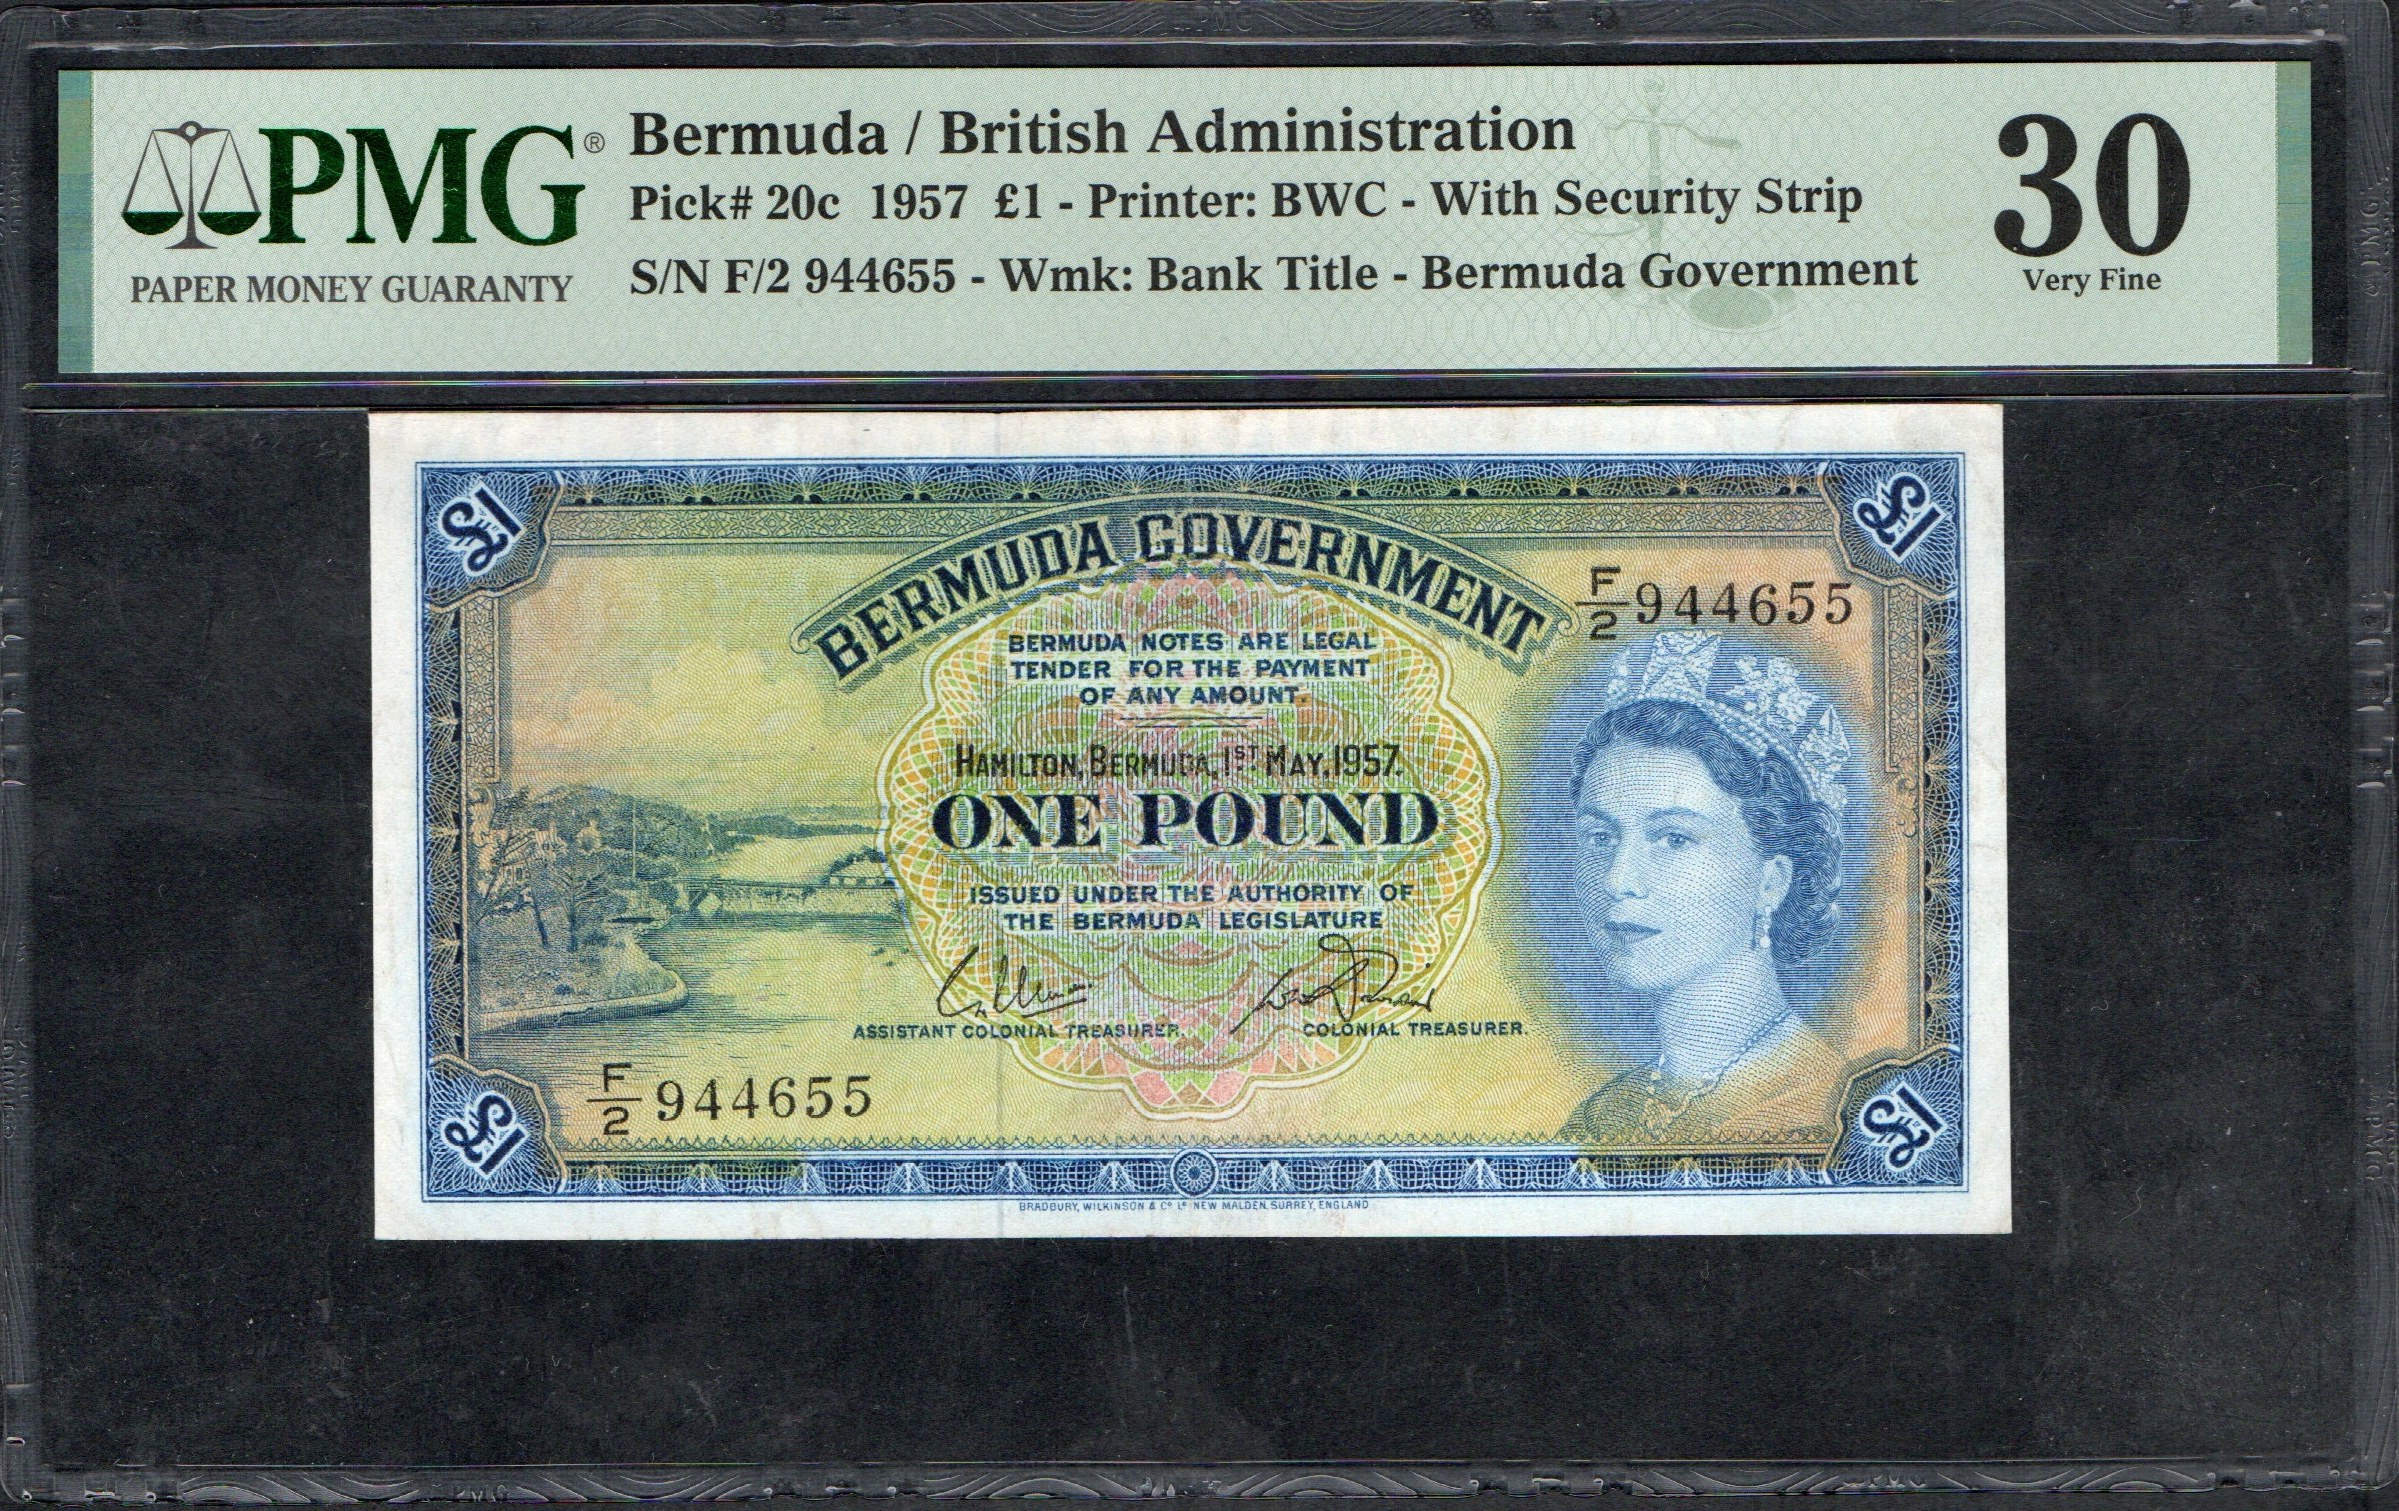 PMG®
PAPER MONEY GUARANTY
Bermuda / British Administration
Pick# 20c 1957 £1 - Printer: BWC - With Security Strip
S/N F/2 944655 - Wmk: Bank Title - Bermuda Government
30
Very Fine
£1
£1
BERMUDA GOVERNMENT
F/2 944655
BERMUDA NOTES ARE LEGAL
TENDER FOR THE PAYMENT
OF ANY AMOUNT.
HAMILTON, BERMUDA, 1ST MAY, 1957.
ONE POUND
ISSUED UNDER THE AUTHORITY OF
THE BERMUDA LEGISLATURE
ASSISTANT COLONIAL TREASURER.
COLONIAL TREASURER.
F/2 944655
£1
£1
BRADBURY, WILKINSON & Co Ld NEW MALDEN, SURREY, ENGLAND